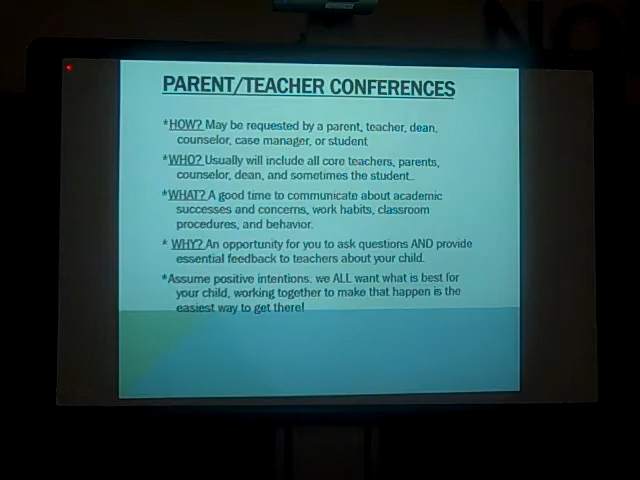 NO
PARENT/TEACHER CONFERENCES
*HOW? May be requested by a parent, teacher, dean,
counselor, case manager, or student
*WHO? Usually will include all core teachers, parents,
counselor, dean, and sometimes the student..
*WHAT? A good time to communicate about academic
successes and concerns, work habits, classroom
procedures, and behavior.
* WHY? An opportunity for you to ask questions AND provide
essential feedback to teachers about your child.
*Assume positive intentions. we ALL want what is best for
your child, working together to make that happen is the
easiest way to get there!